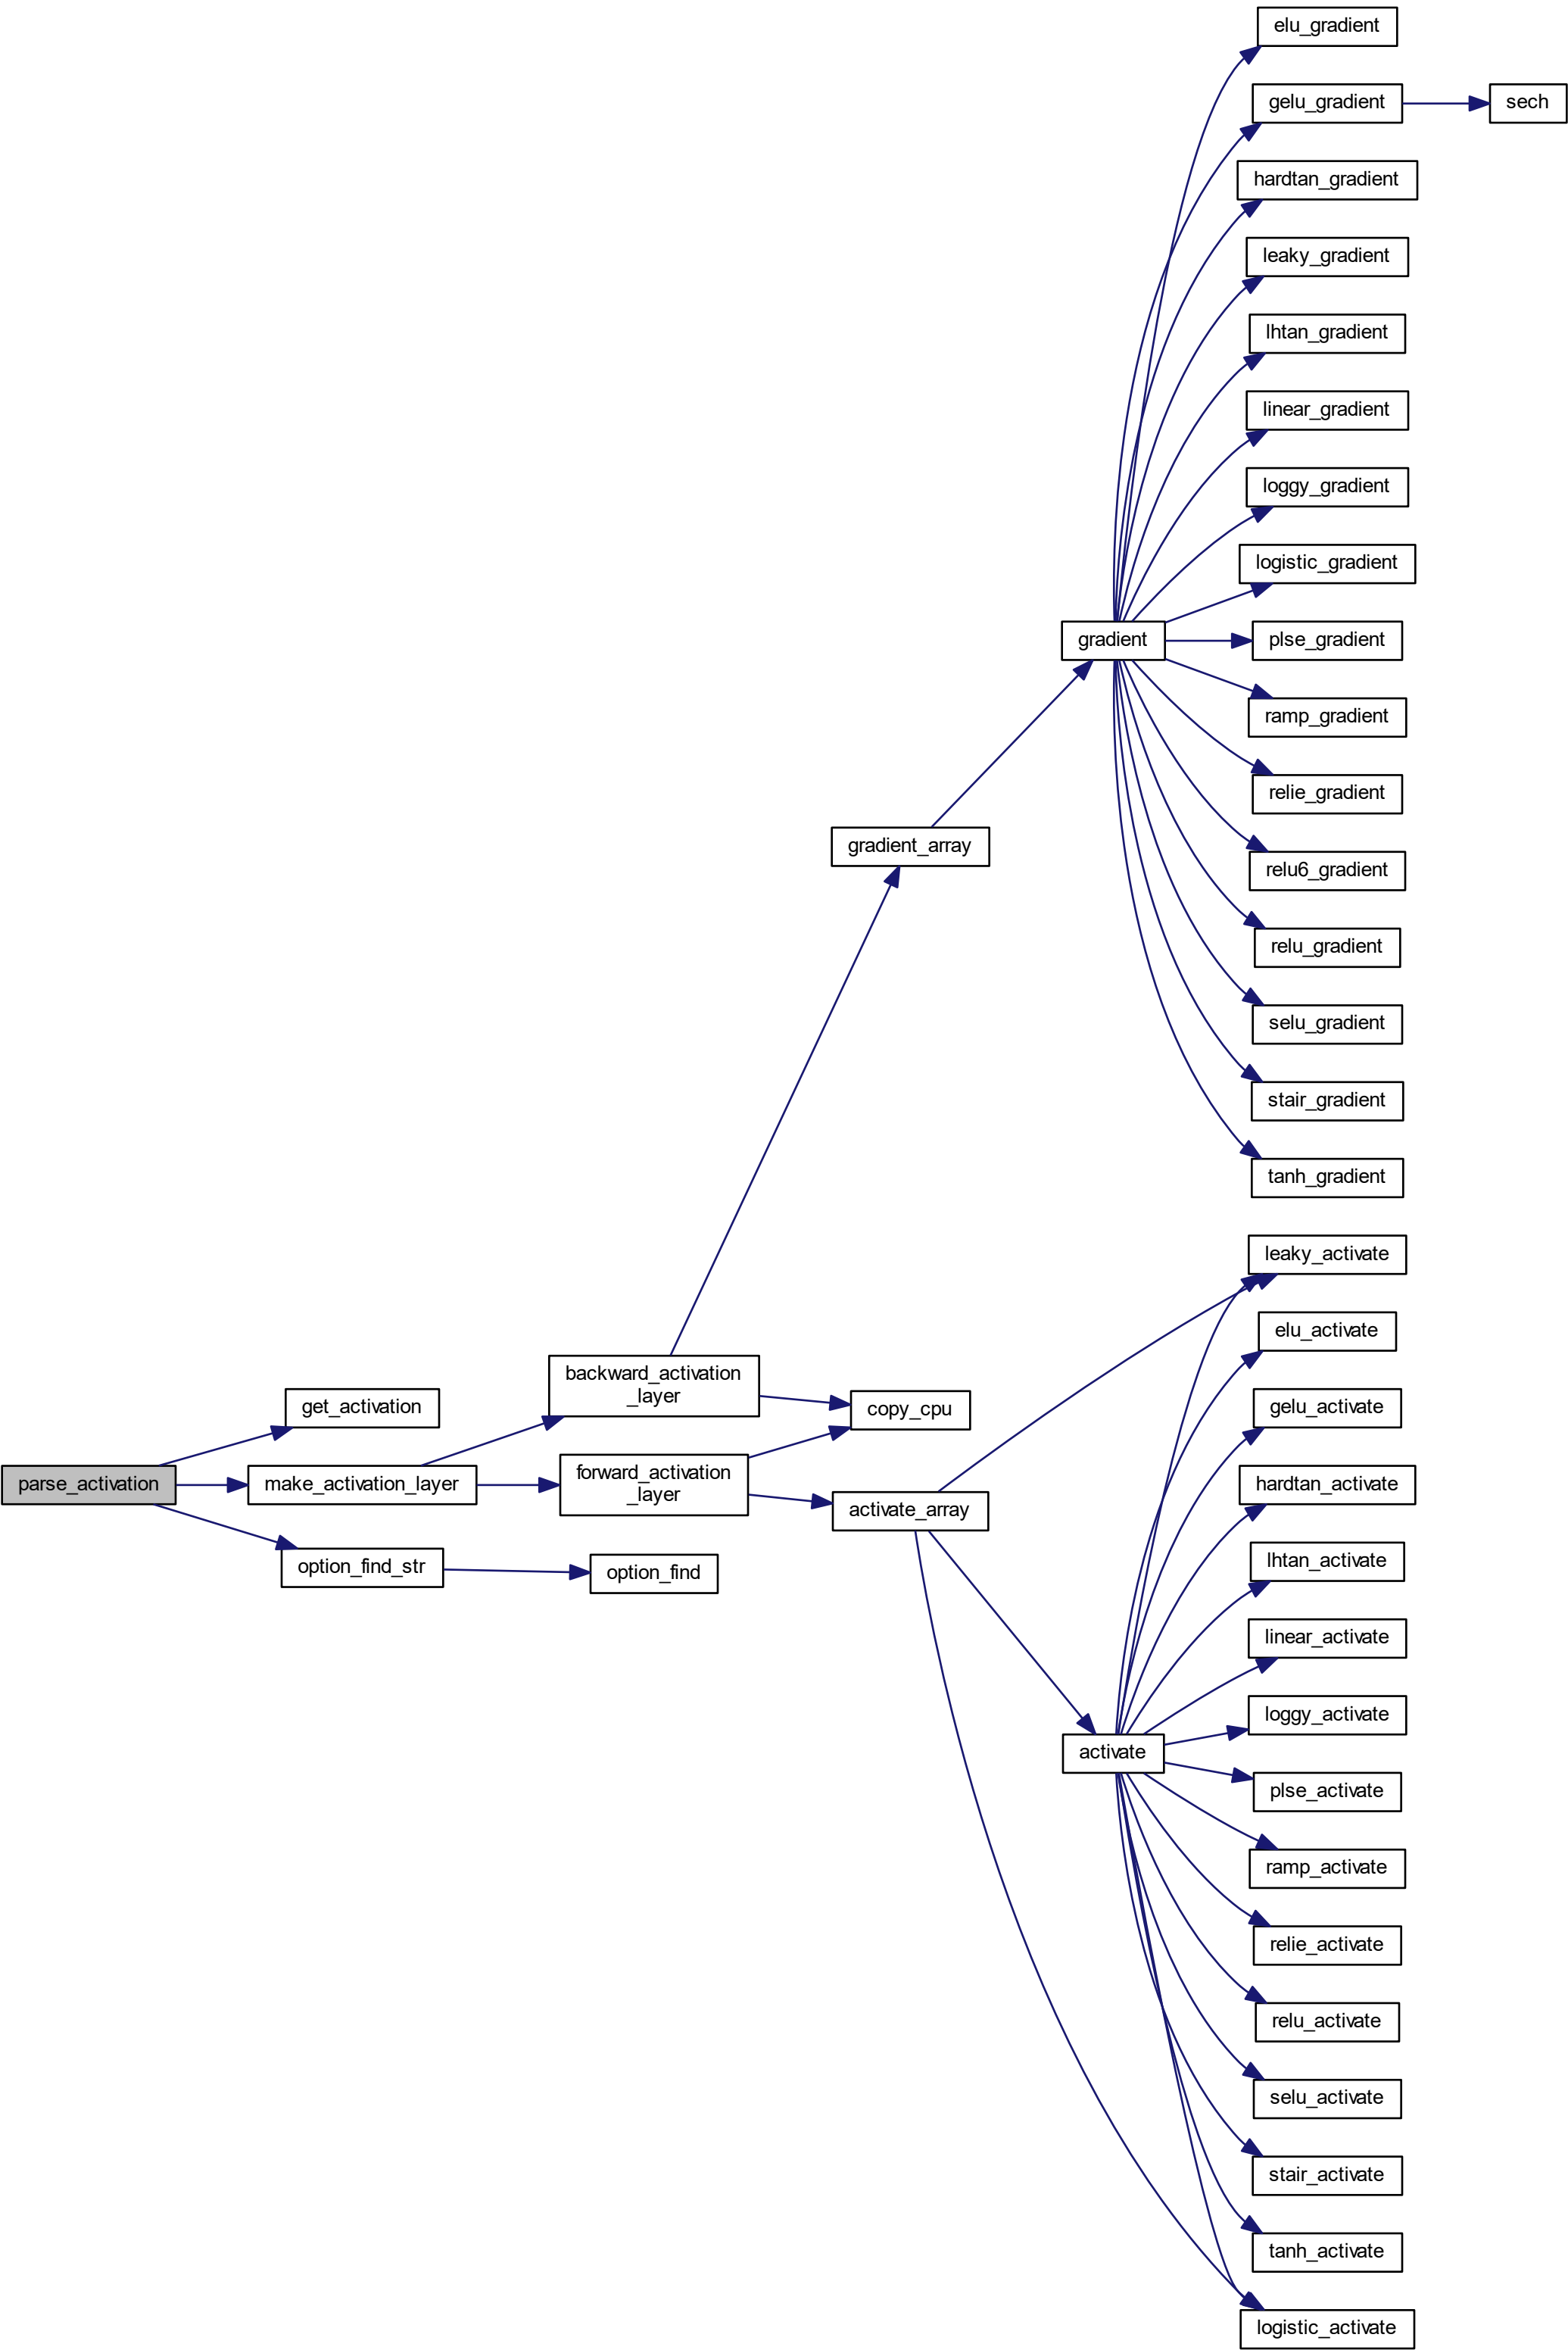 elu_gradient
gelu_gradient
sech
hardtan_gradient
leaky_gradient
lhtan_gradient
linear_gradient
loggy_gradient
logistic_gradient
gradient
plse_gradient
ramp_gradient
relie_gradient
gradient_array
relu6_gradient
relu_gradient
selu_gradient
stair_gradient
tanh_gradient
leaky_activate
elu_activate
backward_activation
_layer
get_activation
copy_cpu
gelu_activate
parse_activation
make_activation_layer
forward_activation
_layer
hardtan_activate
activate_array
option_find_str
option_find
lhtan_activate
linear_activate
loggy_activate
activate
plse_activate
ramp_activate
relie_activate
relu_activate
selu_activate
stair_activate
tanh_activate
logistic_activate